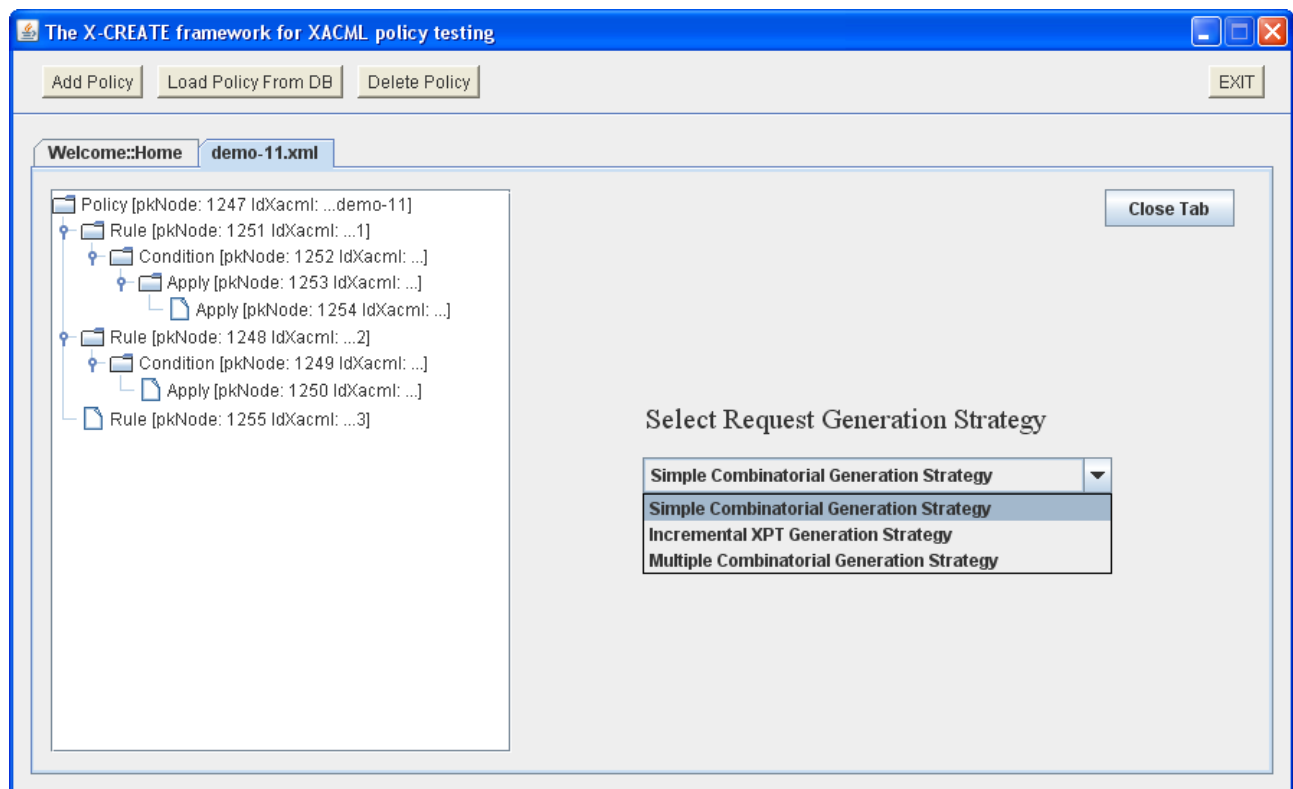 The X-CREATE framework for XACML policy testing
Add Policy Load Policy From DB Delete Policy EXIT
Welcome::Home demo-11.xml
Close Tab
Policy [pkNode: 1247 IdXacml: ...demo-11]
Rule [pkNode: 1251 IdXacml: ...1]
Condition [pkNode: 1252 IdXacml: ...]
Apply [pkNode: 1253 IdXacml: ...]
Apply [pkNode: 1254 IdXacml: ...]
Rule [pkNode: 1248 IdXacml: ...2]
Condition [pkNode: 1249 IdXacml: ...]
Apply [pkNode: 1250 IdXacml: ...]
Rule [pkNode: 1255 IdXacml: ...3]
Select Request Generation Strategy
Simple Combinatorial Generation Strategy
Simple Combinatorial Generation Strategy
Incremental XPT Generation Strategy
Multiple Combinatorial Generation Strategy